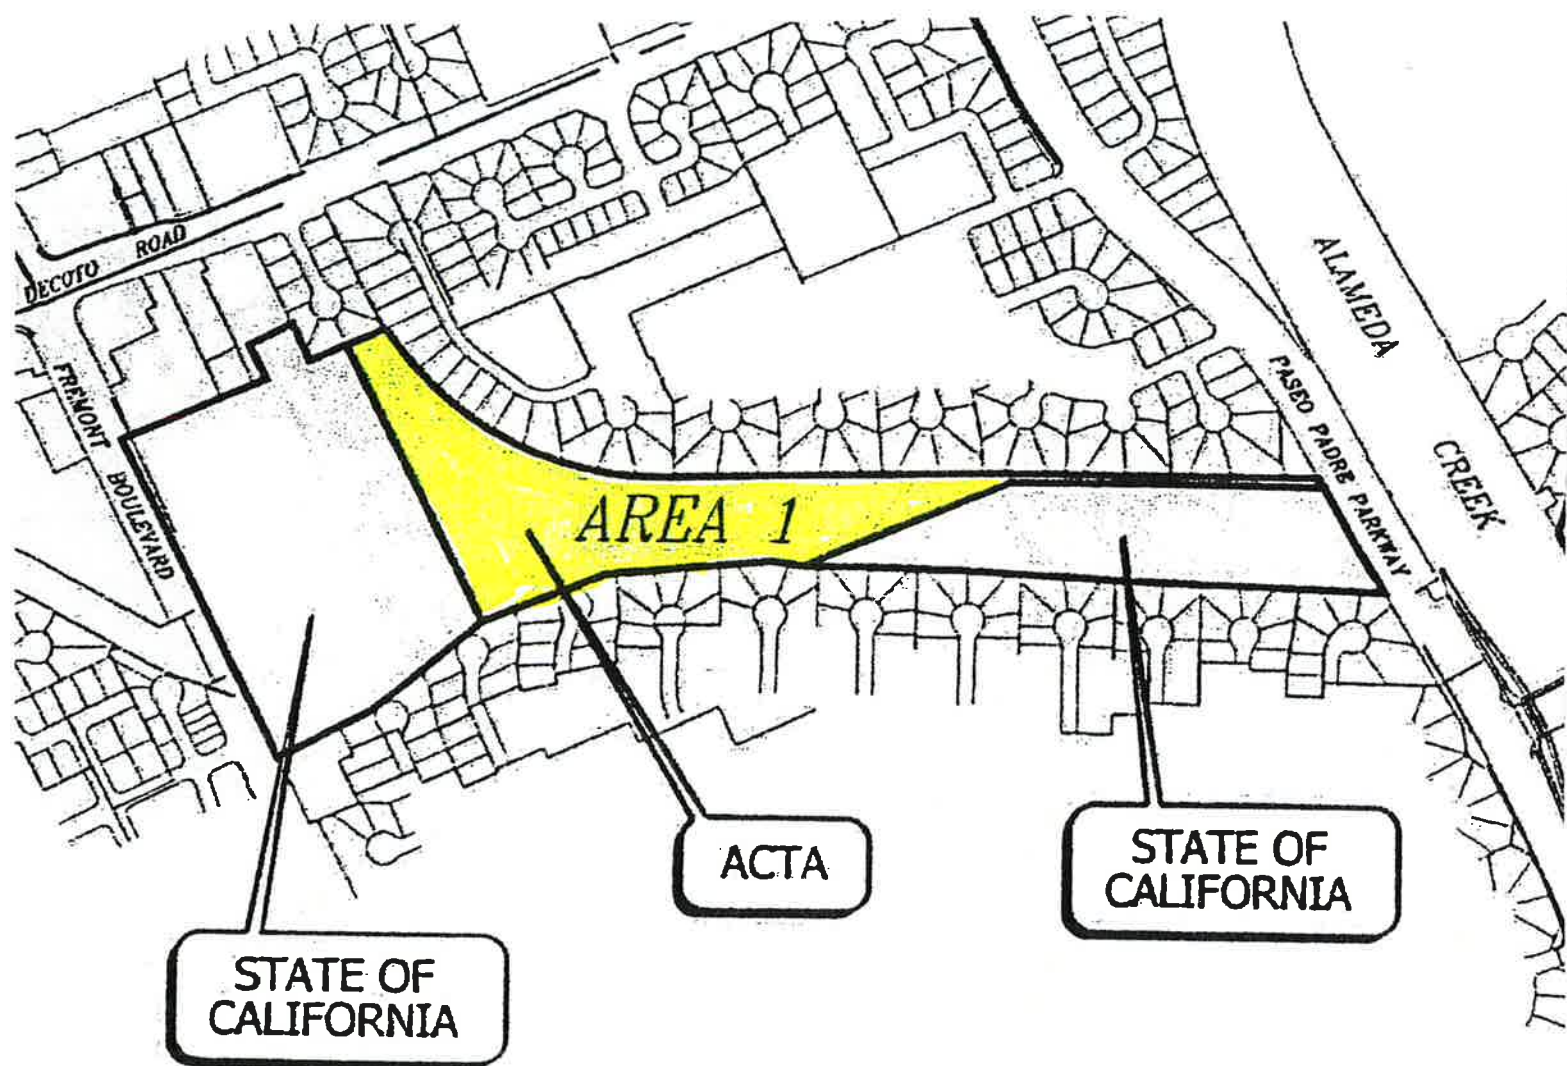 DECOTO ROAD
FREMONT BOULEVARD
ALAMEDA
CREEK
PASEO PADRE PARKWAY
AREA 1
ACTA
STATE OF
CALIFORNIA
STATE OF
CALIFORNIA